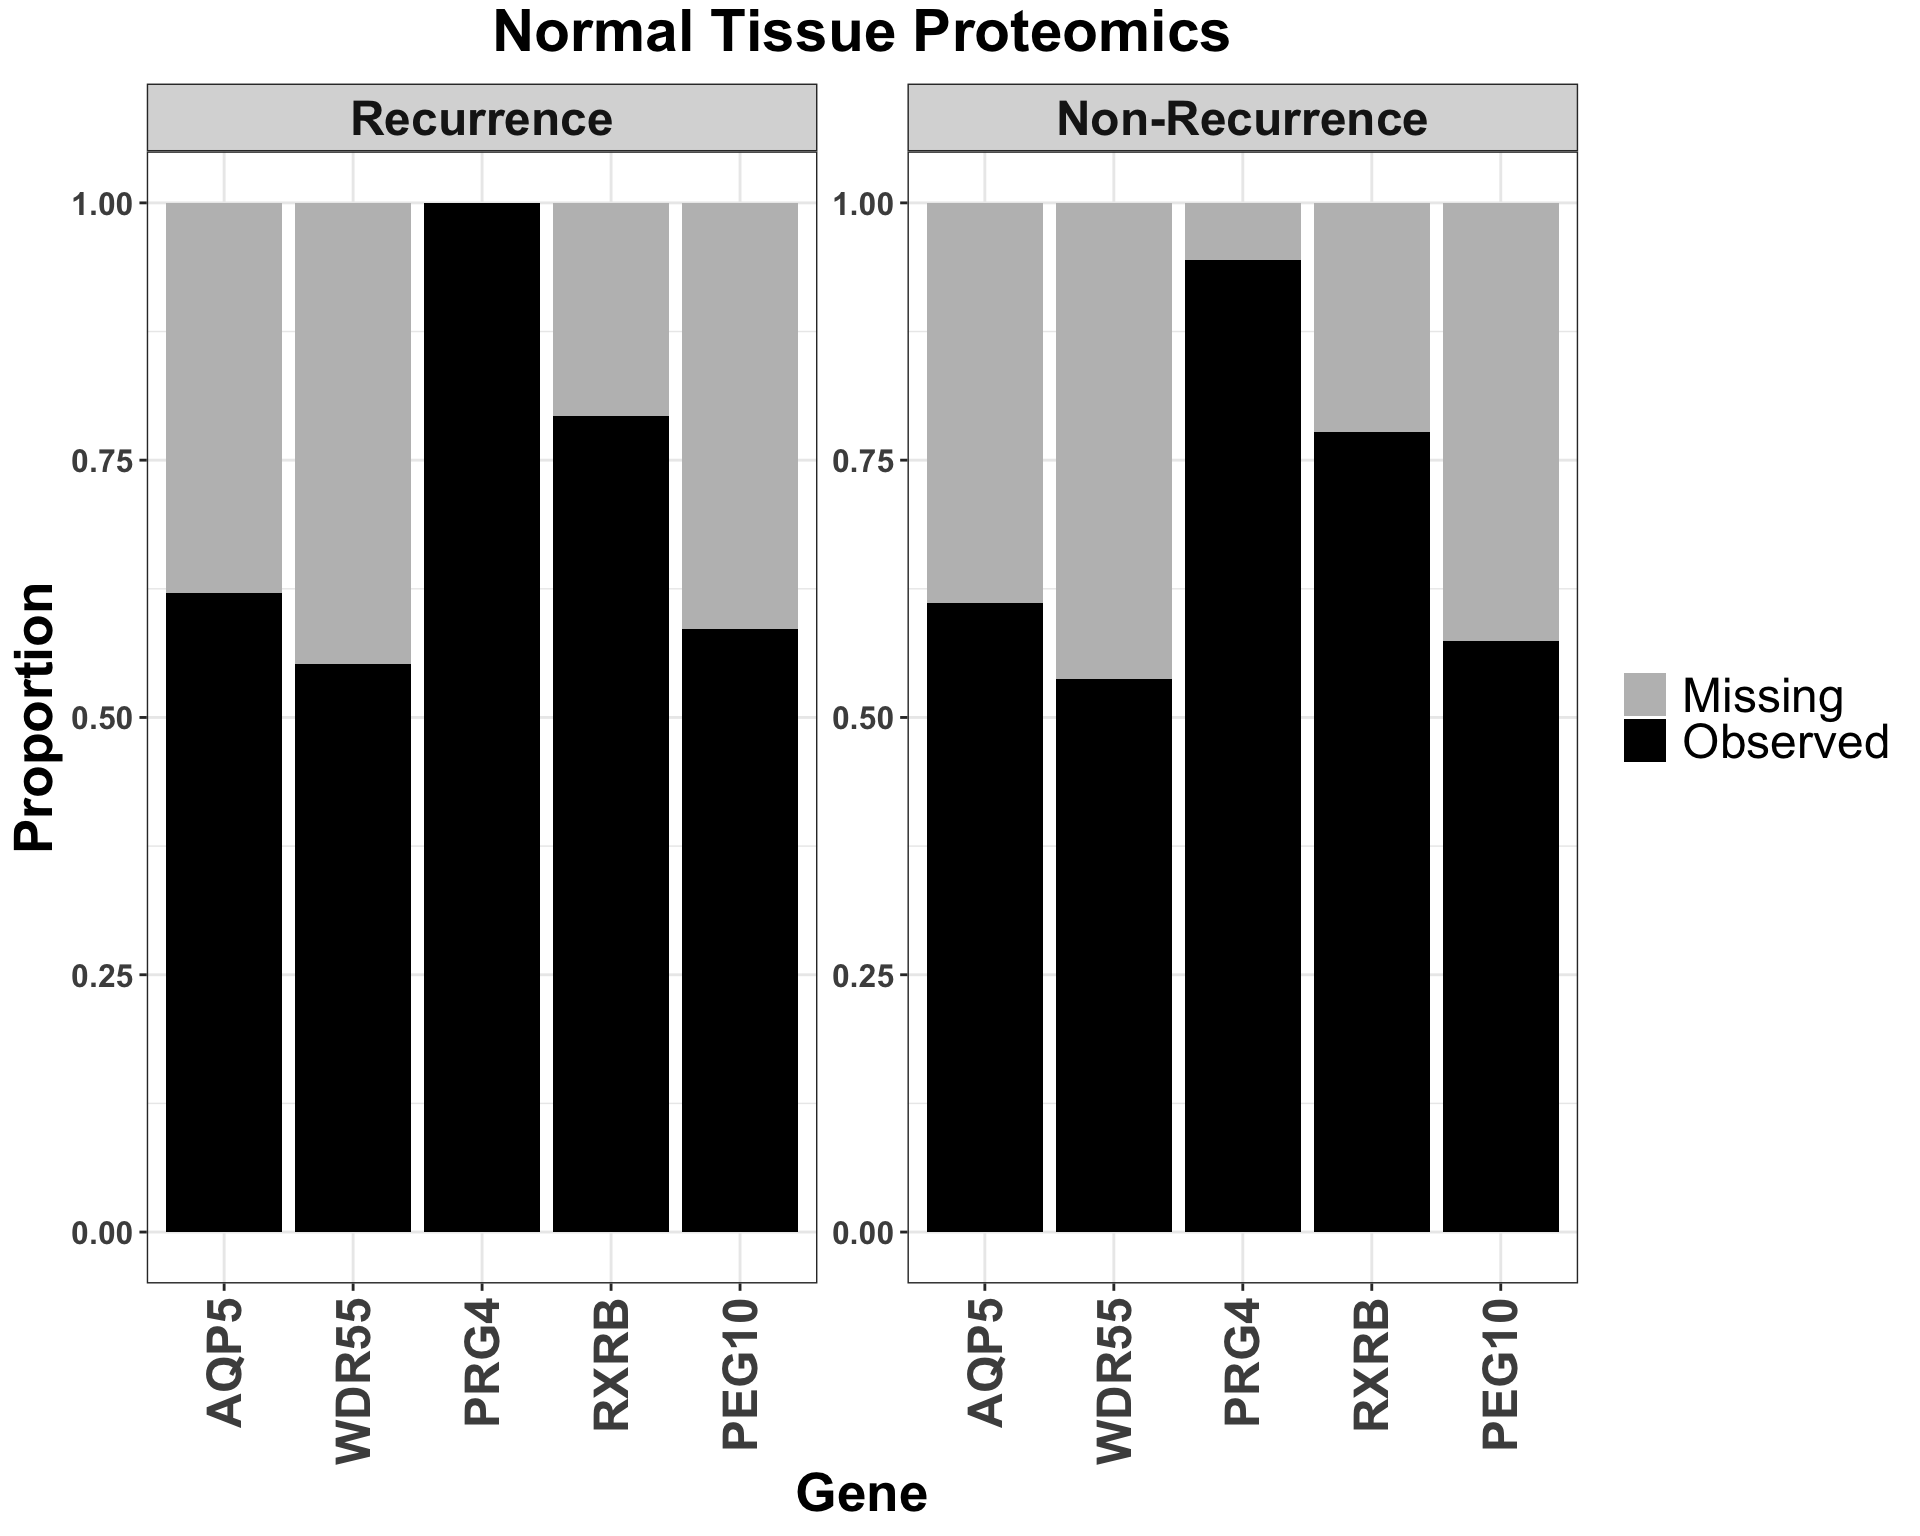 Normal Tissue Proteomics
Recurrence
Non-Recurrence
Proportion
1.00
0.75
0.50
0.25
0.00
1.00
0.75
0.50
0.25
0.00
AQP5
WDR55
PRG4
RXRB
PEG10
AQP5
WDR55
PRG4
RXRB
PEG10
Gene
Missing
Observed